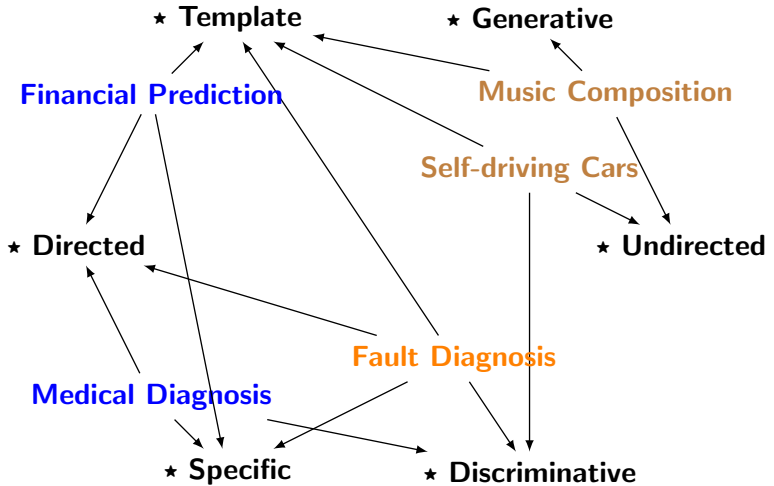 ★ Template
★ Generative
Financial Prediction
Music Composition
Self-driving Cars
★ Directed
★ Undirected
Fault Diagnosis
Medical Diagnosis
★ Specific
★ Discriminative